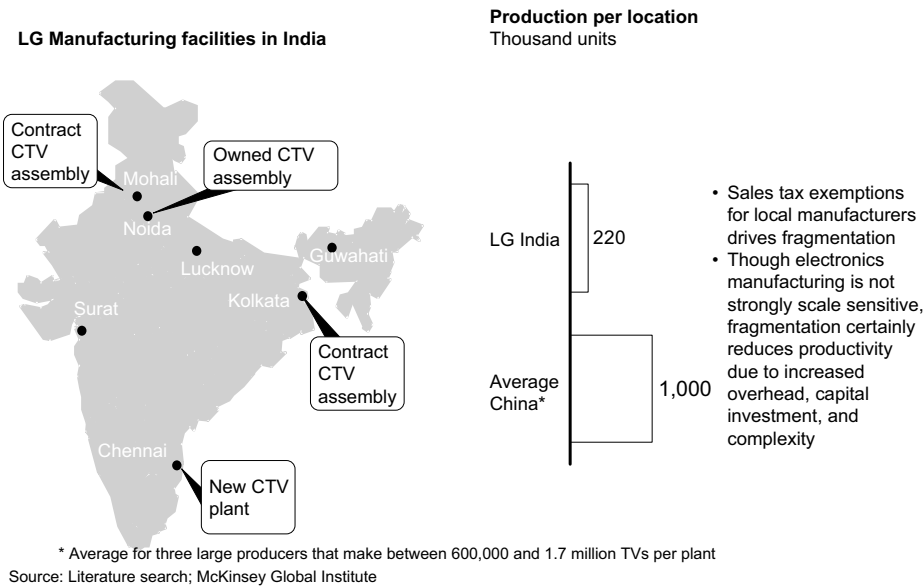 LG Manufacturing facilities in India
Production per location
Thousand units
Contract
CTV
assembly
Owned CTV
assembly
Mohali
Noida
Lucknow
Guwahati
Kolkata
Surat
Contract
CTV
assembly
Chennai
New CTV
plant
LG India
220
Average
China*
1,000
• Sales tax exemptions
for local manufacturers
drives fragmentation
• Though electronics
manufacturing is not
strongly scale sensitive,
fragmentation certainly
reduces productivity
due to increased
overhead, capital
investment, and
complexity
* Average for three large producers that make between 600,000 and 1.7 million TVs per plant
Source: Literature search; McKinsey Global Institute